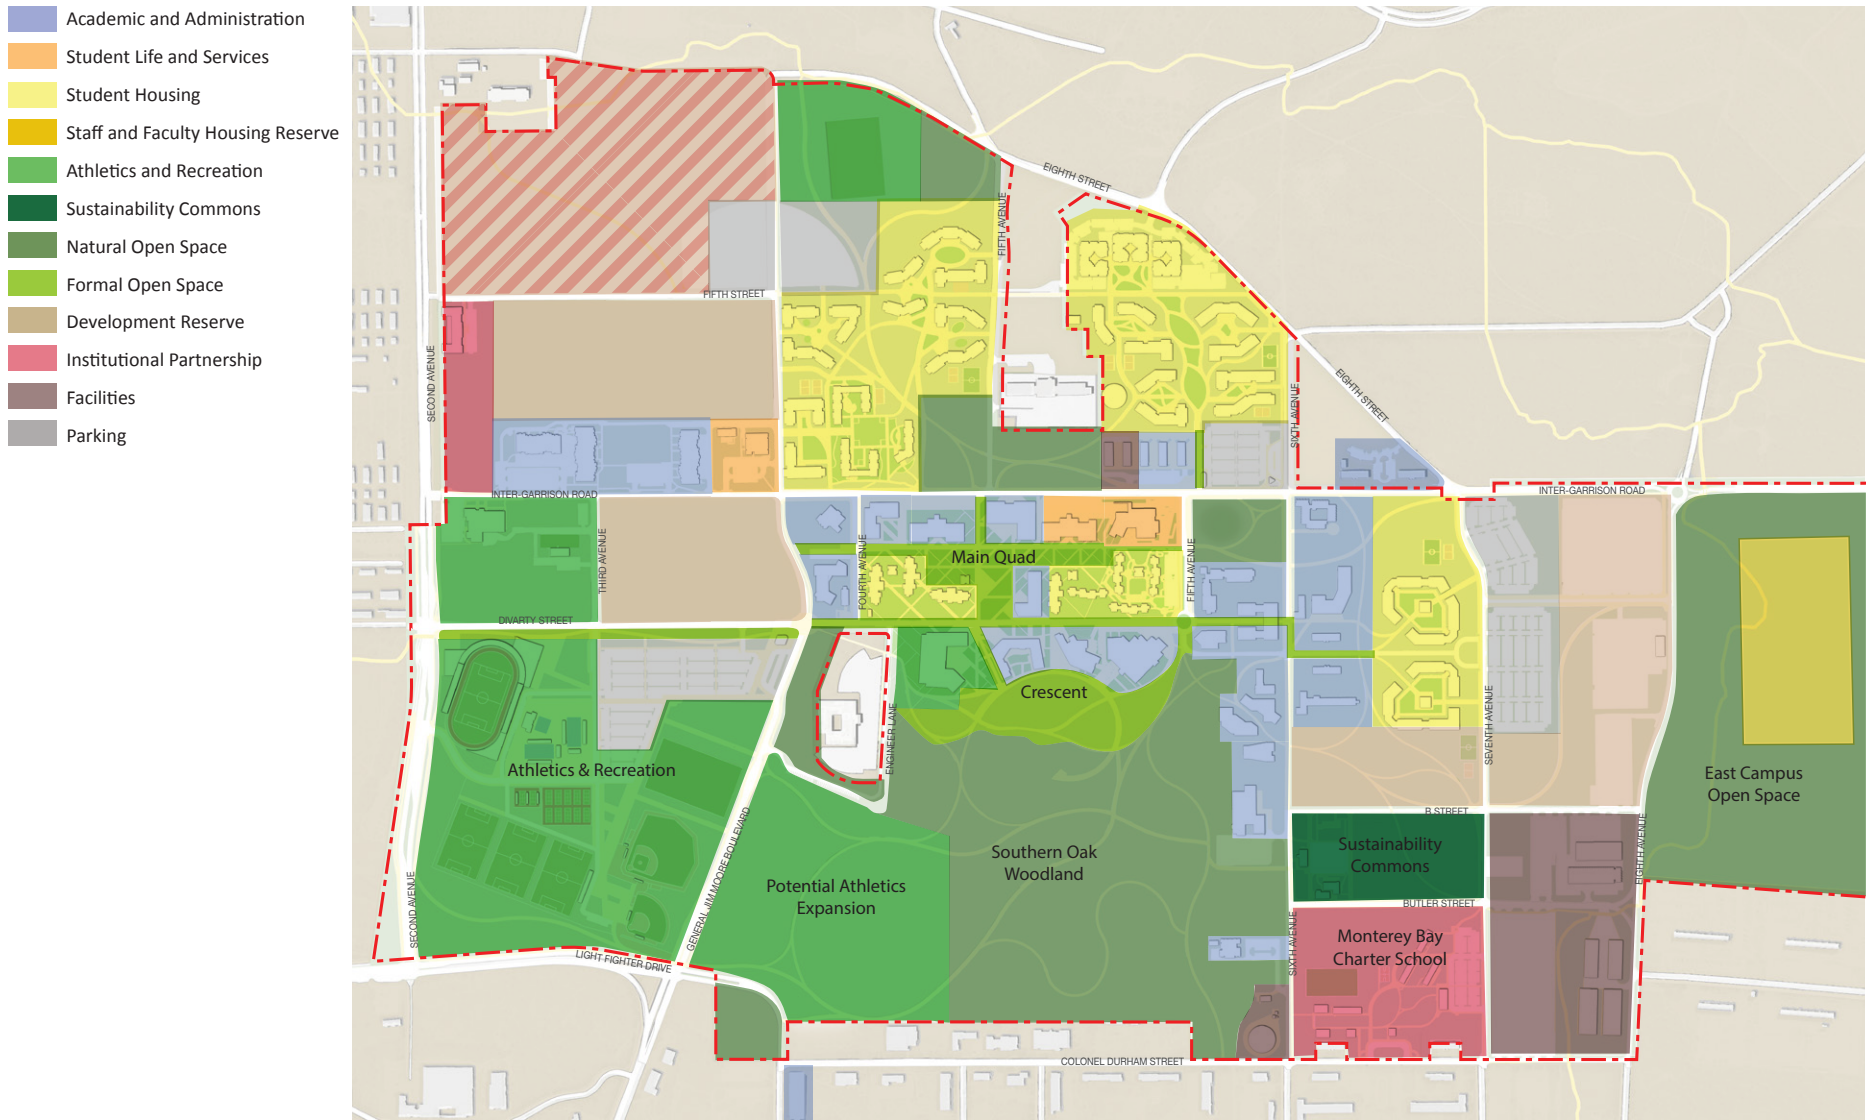 Academic and Administration
Student Life and Services
Student Housing
Staff and Faculty Housing Reserve
Athletics and Recreation
Sustainability Commons
Natural Open Space
Formal Open Space
Development Reserve
Institutional Partnership
Facilities
Parking
EIGHTH STREET
FIFTH AVENUE
FIFTH STREET
SECOND AVENUE
EIGHTH STREET
SIXTH AVENUE
INTER-GARRISON ROAD
INTER-GARRISON ROAD
THIRD AVENUE
FOURTH AVENUE
Main Quad
FIFTH AVENUE
DIVARTY STREET
Crescent
ENGINEER LANE
SEVENTH AVENUE
Athletics & Recreation
East Campus
Open Space
B STREET
GENERAL JIM MOORE BOULEVARD
Southern Oak
Woodland
Sustainability
Commons
EIGHTH AVENUE
Potential Athletics
Expansion
BUTLER STREET
SECOND AVENUE
SIXTH AVENUE
Monterey Bay
Charter School
LIGHT FIGHTER DRIVE
COLONEL DURHAM STREET